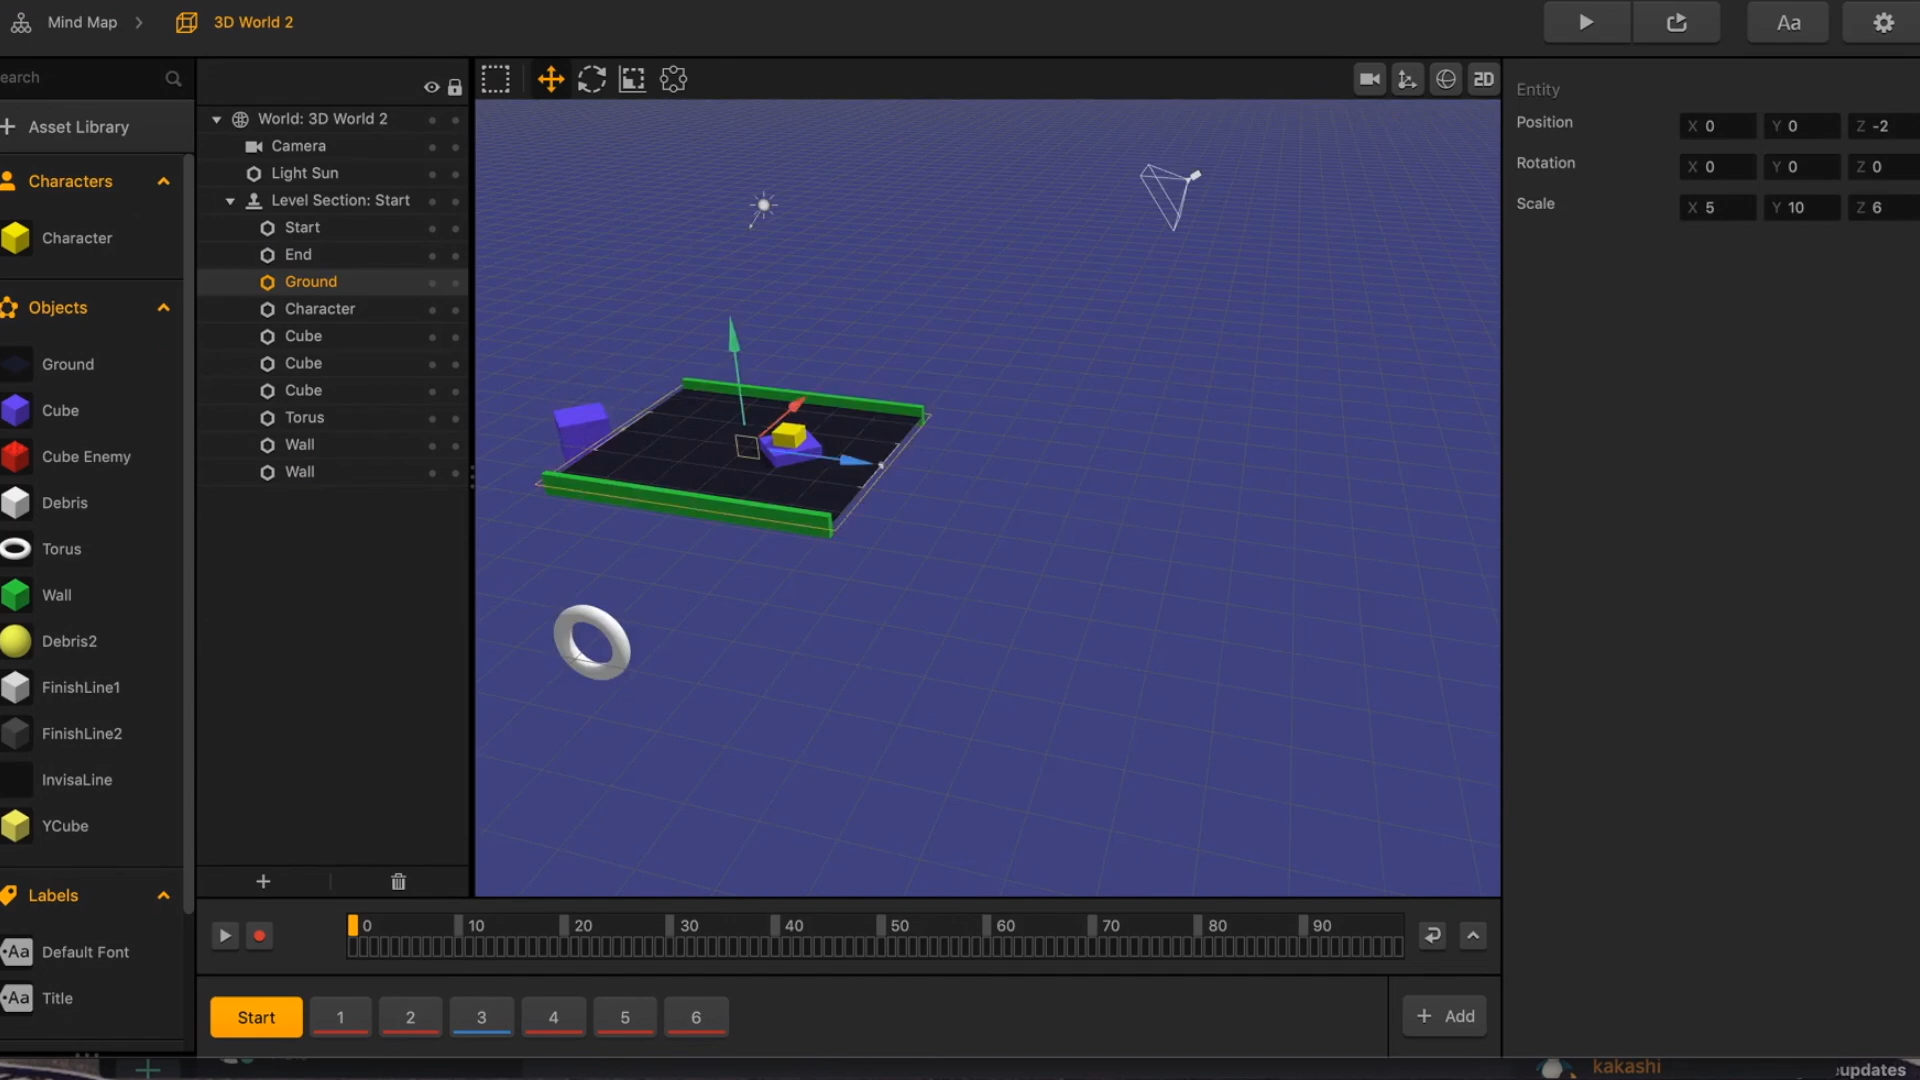 Mind Map
3D World 2
Aa
earch
Asset Library
Characters
Character
Objects
Ground
Cube
Cube Enemy
Debris
Torus
Wall
Debris2
FinishLine1
FinishLine2
InvisaLine
YCube
Labels
Aa Default Font
Aa Title
World: 3D World 2
Camera
Light Sun
Level Section: Start
Start
End
Ground
Character
Cube
Cube
Cube
Torus
Wall
Wall
2D
Entity
Position X 0 Y 0 Z -2
Rotation X 0 Y 0 Z 0
Scale X 5 Y 10 Z 6
0 10 20 30 40 50 60 70 80 90
Start 1 2 3 4 5 6
+ Add
kakashi
updates